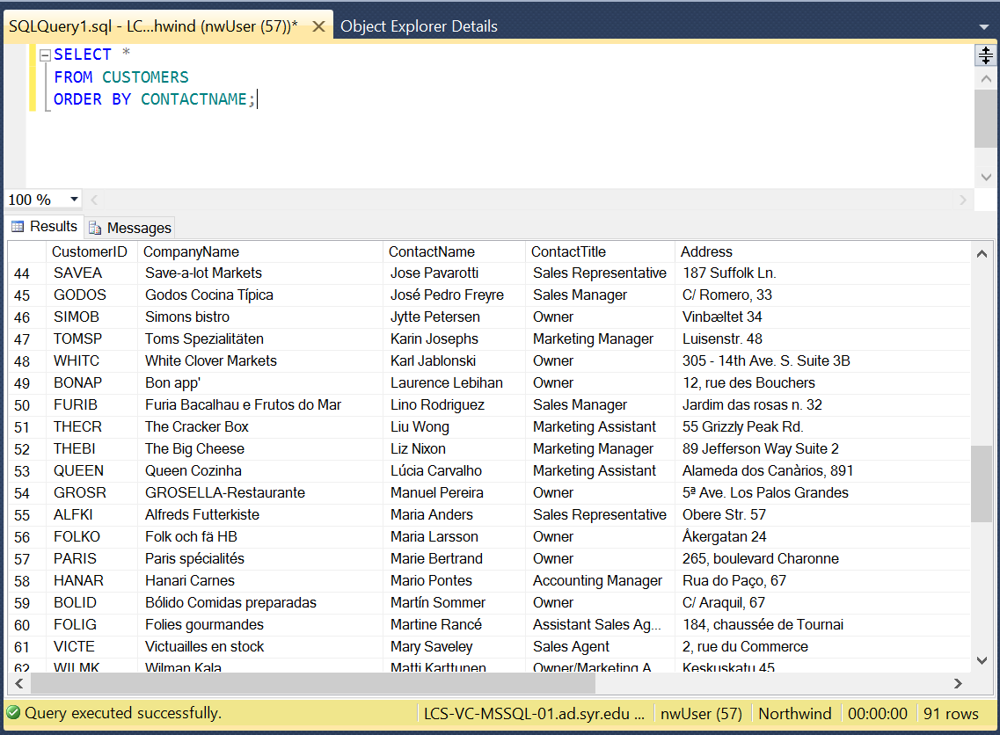 SQLQuery1.sql - LC...hwind (nwUser (57))* Object Explorer Details
SELECT *
FROM CUSTOMERS
ORDER BY CONTACTNAME;
100 %
Results Messages
CustomerID CompanyName ContactName ContactTitle Address
44 SAVEA Save-a-lot Markets Jose Pavarotti Sales Representative 187 Suffolk Ln.
45 GODOS Godos Cocina Típica José Pedro Freyre Sales Manager C/ Romero, 33
46 SIMOB Simons bistro Jytte Petersen Owner Vinbæltet 34
47 TOMSP Toms Spezialitäten Karin Josephs Marketing Manager Luisenstr. 48
48 WHITC White Clover Markets Karl Jablonski Owner 305 - 14th Ave. S. Suite 3B
49 BONAP Bon app' Laurence Lebihan Owner 12, rue des Bouchers
50 FURIB Furia Bacalhau e Frutos do Mar Lino Rodriguez Sales Manager Jardim das rosas n. 32
51 THECR The Cracker Box Liu Wong Marketing Assistant 55 Grizzly Peak Rd.
52 THEBI The Big Cheese Liz Nixon Marketing Manager 89 Jefferson Way Suite 2
53 QUEEN Queen Cozinha Lúcia Carvalho Marketing Assistant Alameda dos Canàrios, 891
54 GROSR GROSELLA-Restaurante Manuel Pereira Owner 5ª Ave. Los Palos Grandes
55 ALFKI Alfreds Futterkiste Maria Anders Sales Representative Obere Str. 57
56 FOLKO Folk och fä HB Maria Larsson Owner Åkergatan 24
57 PARIS Paris spécialités Marie Bertrand Owner 265, boulevard Charonne
58 HANAR Hanari Carnes Mario Pontes Accounting Manager Rua do Paço, 67
59 BOLID Bólido Comidas preparadas Martín Sommer Owner C/ Araquil, 67
60 FOLIG Folies gourmandes Martine Rancé Assistant Sales Ag... 184, chaussée de Tournai
61 VICTE Victuailles en stock Mary Saveley Sales Agent 2, rue du Commerce
62 WILMK Wilman Kala Matti Karttunen Owner/Marketing A Keskuskatu 45
Query executed successfully. LCS-VC-MSSQL-01.ad.syr.edu ... nwUser (57) Northwind 00:00:00 91 rows